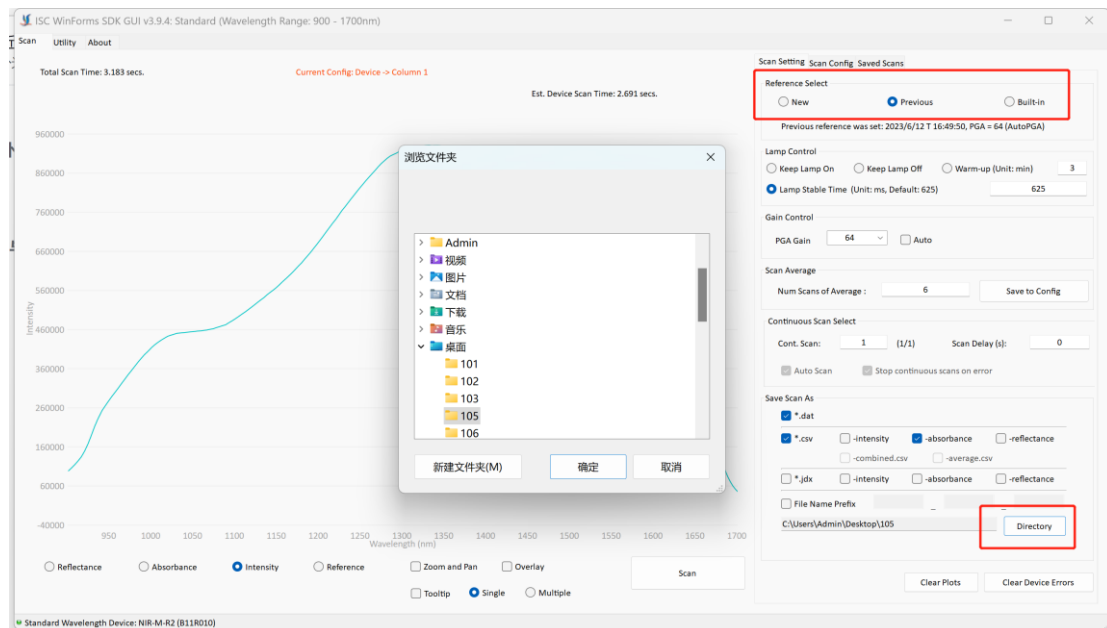 ISC WinForms SDK GUI v3.9.4: Standard (Wavelength Range: 900 - 1700nm)
Scan Utility About
Total Scan Time: 3.183 secs.
Current Config: Device -> Column 1
Est. Device Scan Time: 2.691 secs.
960000
860000
760000
660000
560000
460000
360000
260000
160000
60000
-40000
Intensity
950 1000 1050 1100 1150 1200 1250 1300 1350 1400 1450 1500 1550 1600 1650 1700
Wavelength (nm)
浏览文件夹
Admin
视频
图片
文档
下载
音乐
桌面
101
102
103
105
106
新建文件夹(M) 确定 取消
Reflectance Absorbance Intensity Reference
Zoom and Pan Overlay
Tooltip Single Multiple
Scan
Scan Setting Scan Config Saved Scans
Reference Select
New Previous Built-in
Previous reference was set: 2023/6/12 T 16:49:50, PGA = 64 (AutoPGA)
Lamp Control
Keep Lamp On Keep Lamp Off Warm-up (Unit: min) 3
Lamp Stable Time (Unit: ms, Default: 625) 625
Gain Control
PGA Gain 64 Auto
Scan Average
Num Scans of Average : 6 Save to Config
Continuous Scan Select
Cont. Scan: 1 (1/1) Scan Delay (s): 0
Auto Scan Stop continuous scans on error
Save Scan As
*.dat
*.csv -intensity -absorbance -reflectance
-combined.csv -average.csv
*.jdx -intensity -absorbance -reflectance
File Name Prefix _ _
C:\Users\Admin\Desktop\105 Directory
Clear Plots Clear Device Errors
Standard Wavelength Device: NIR-M-R2 (B11R010)